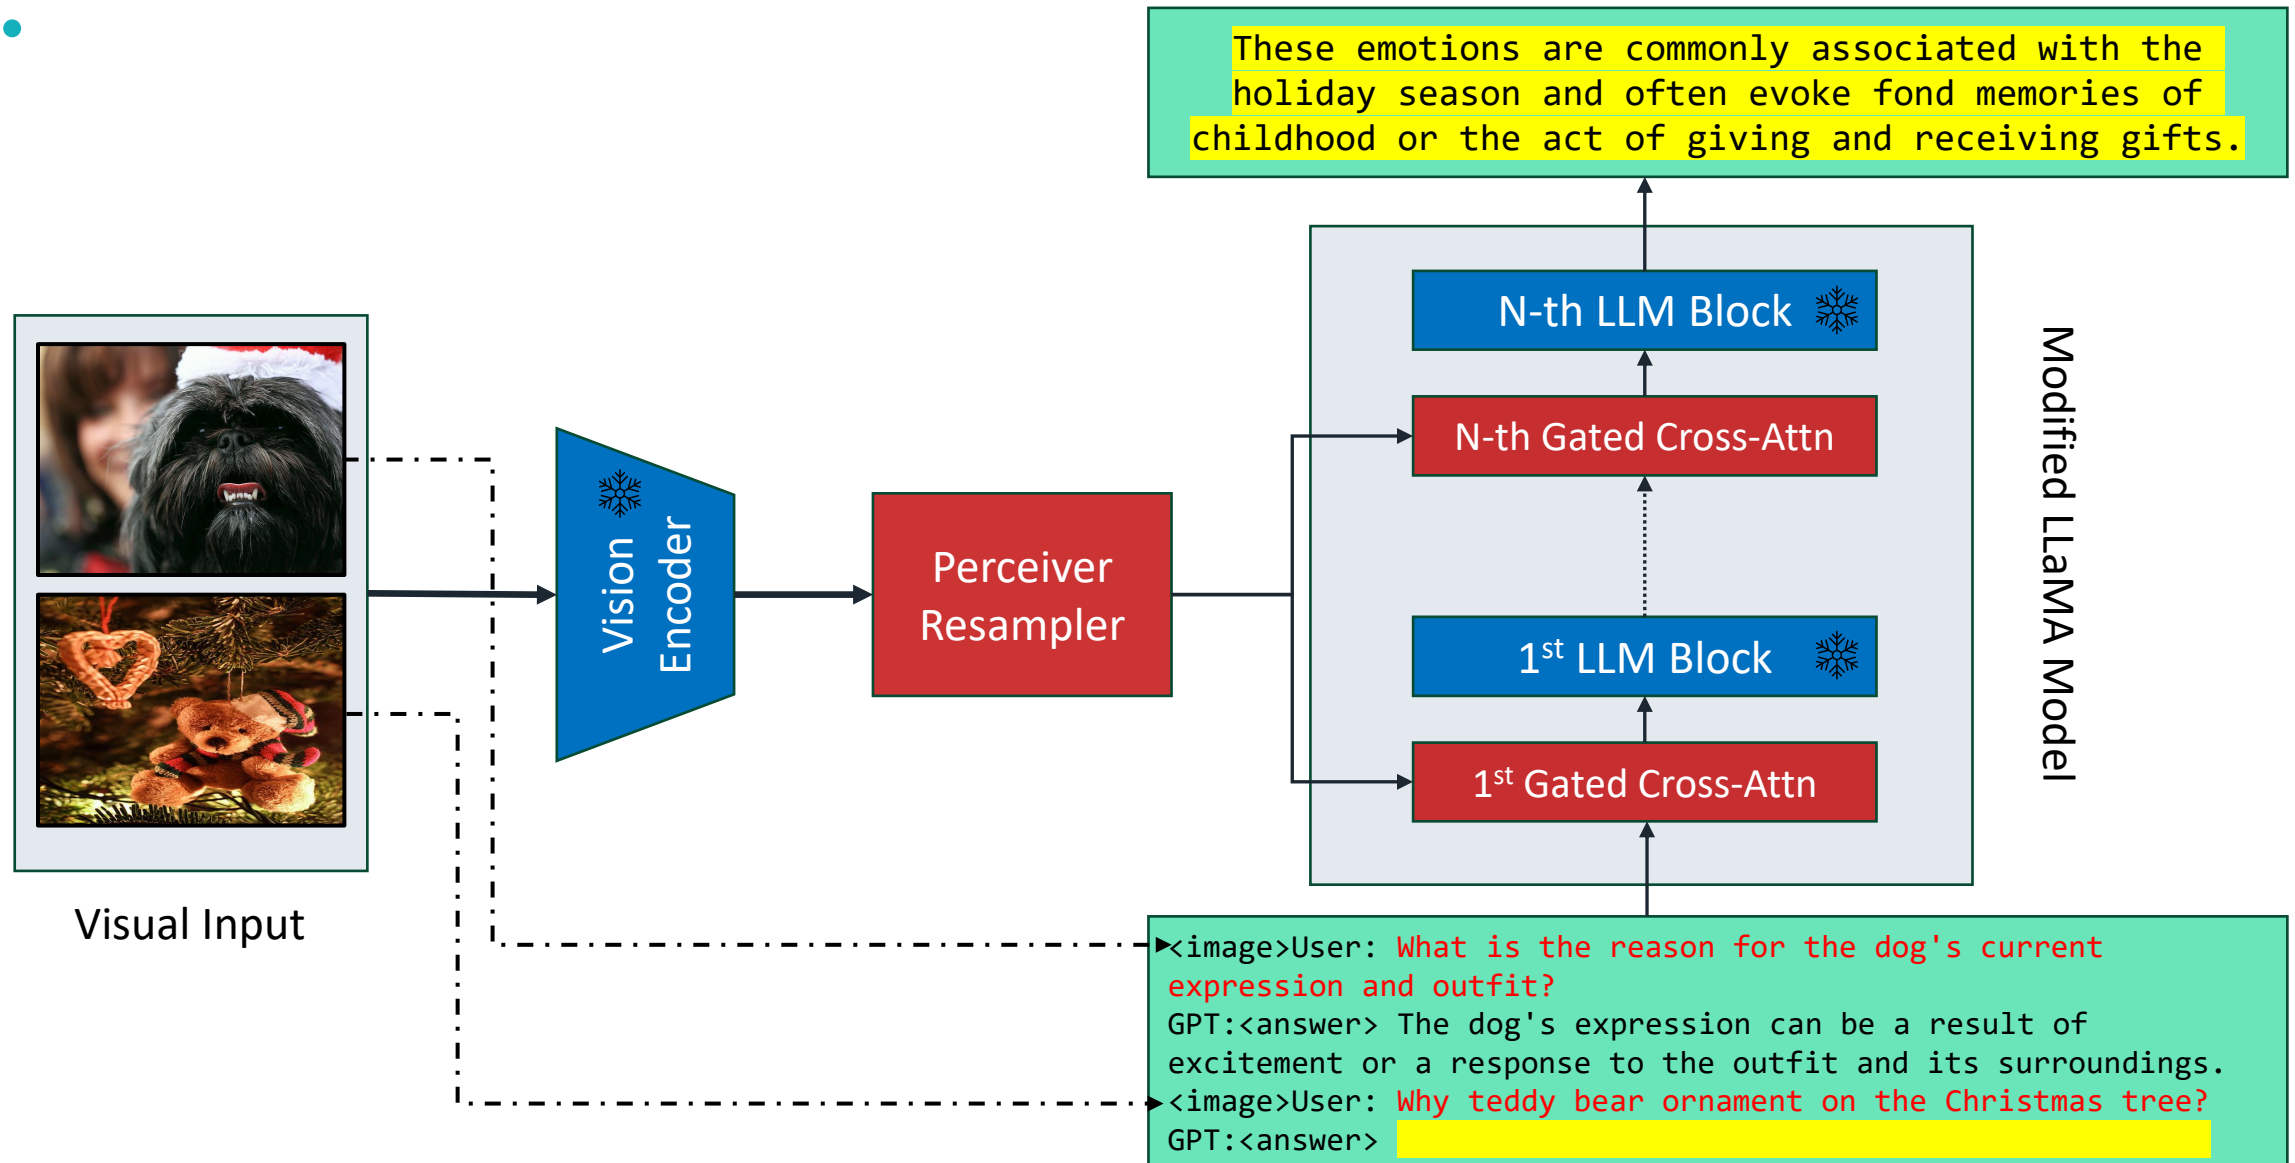 These emotions are commonly associated with the
holiday season and often evoke fond memories of
childhood or the act of giving and receiving gifts.
N-th LLM Block
N-th Gated Cross-Attn
Modified LLaMA Model
Vision
Encoder
Perceiver
Resampler
1st LLM Block
1st Gated Cross-Attn
Visual Input
<image>User: What is the reason for the dog's current
expression and outfit?
GPT:<answer> The dog's expression can be a result of
excitement or a response to the outfit and its surroundings.
<image>User: Why teddy bear ornament on the Christmas tree?
GPT:<answer>